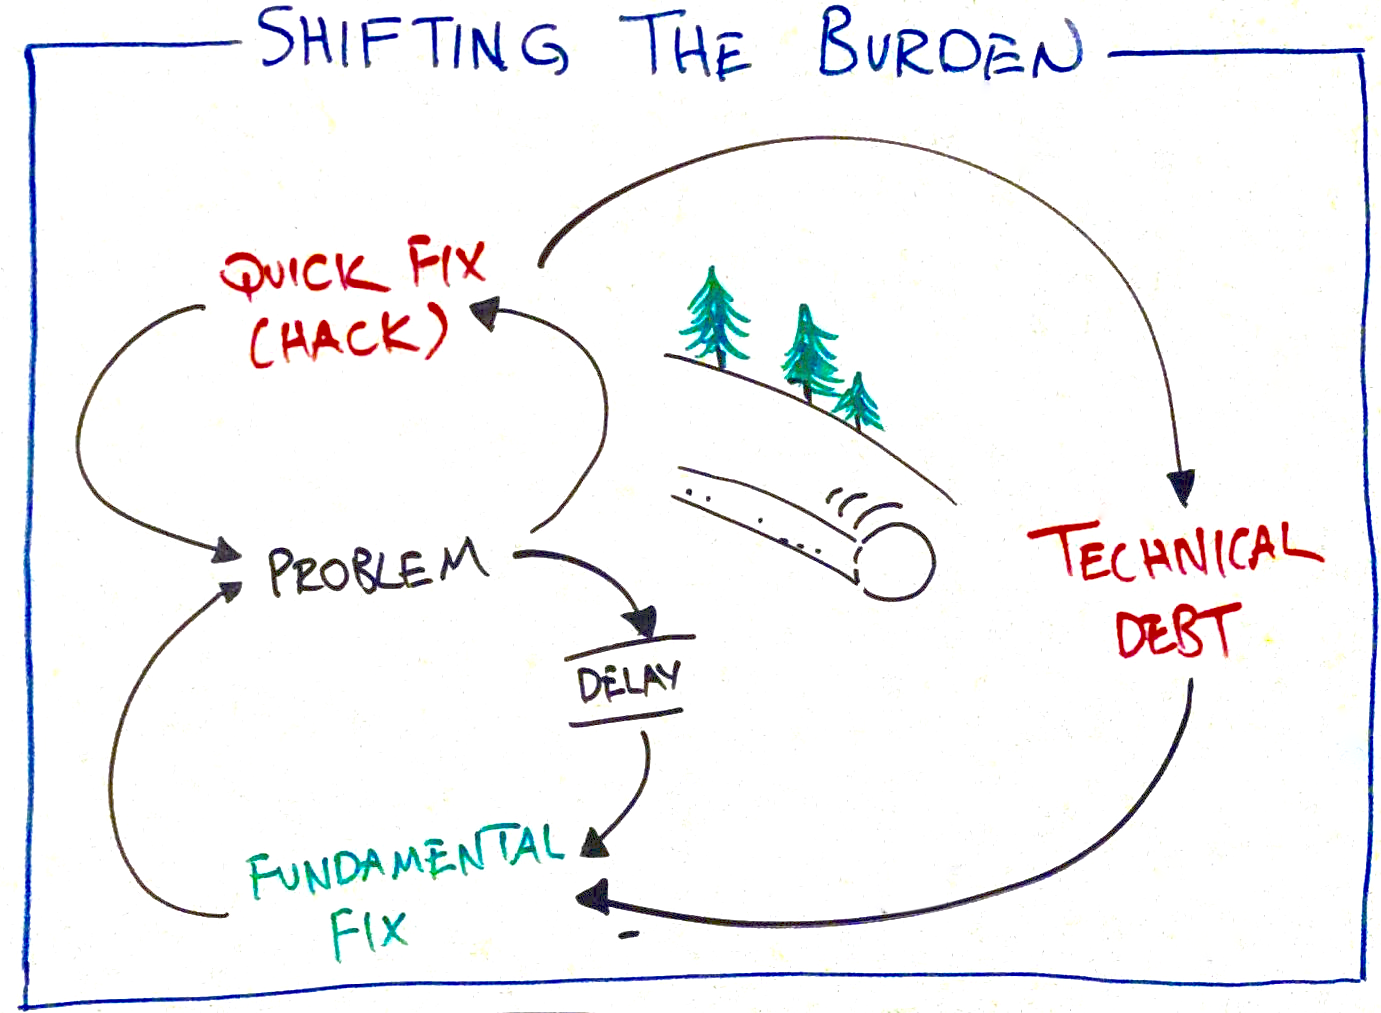 SHIFTING THE BURDEN
QUICK FIX
(HACK)
PROBLEM
DELAY
TECHNICAL
DEBT
FUNDAMENTAL
FIX
-